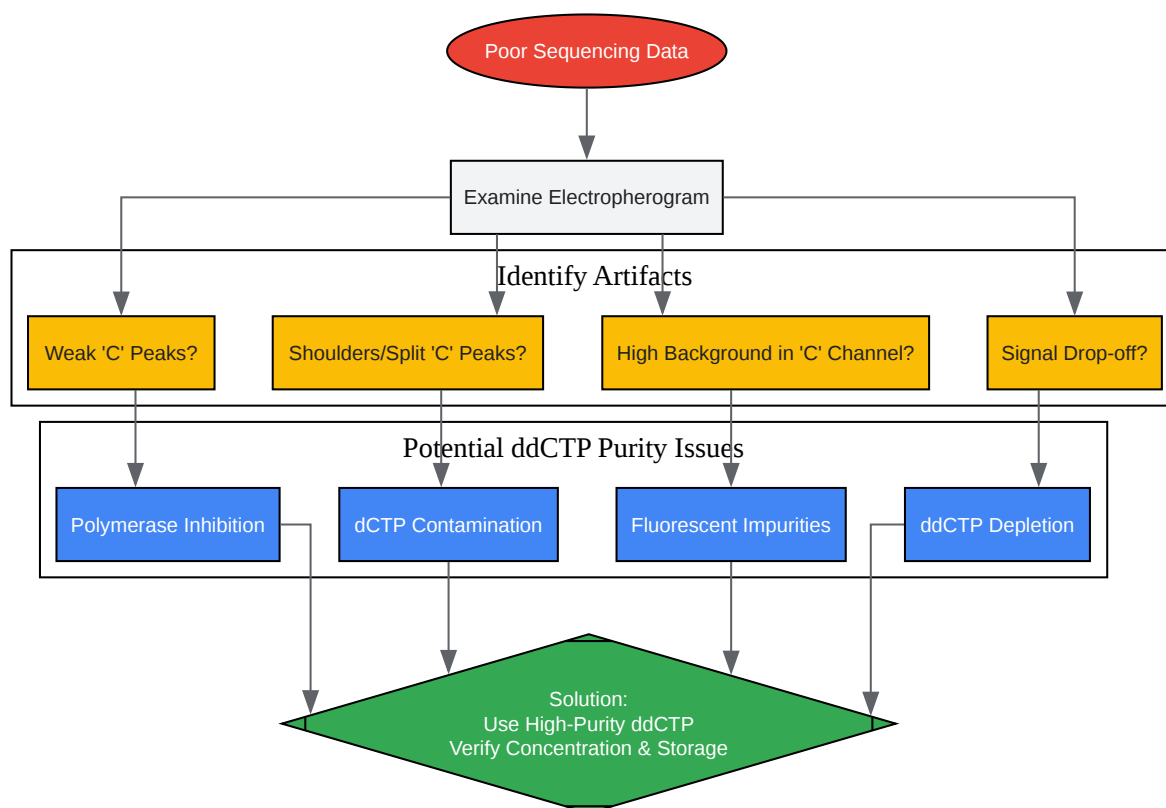 Poor Sequencing Data
Examine Electropherogram
Identify Artifacts
Weak 'C' Peaks?
Shoulders/Split 'C' Peaks?
High Background in 'C' Channel?
Signal Drop-off?
Potential ddCTP Purity Issues
Polymerase Inhibition
dCTP Contamination
Fluorescent Impurities
ddCTP Depletion
Solution:
Use High-Purity ddCTP
Verify Concentration & Storage